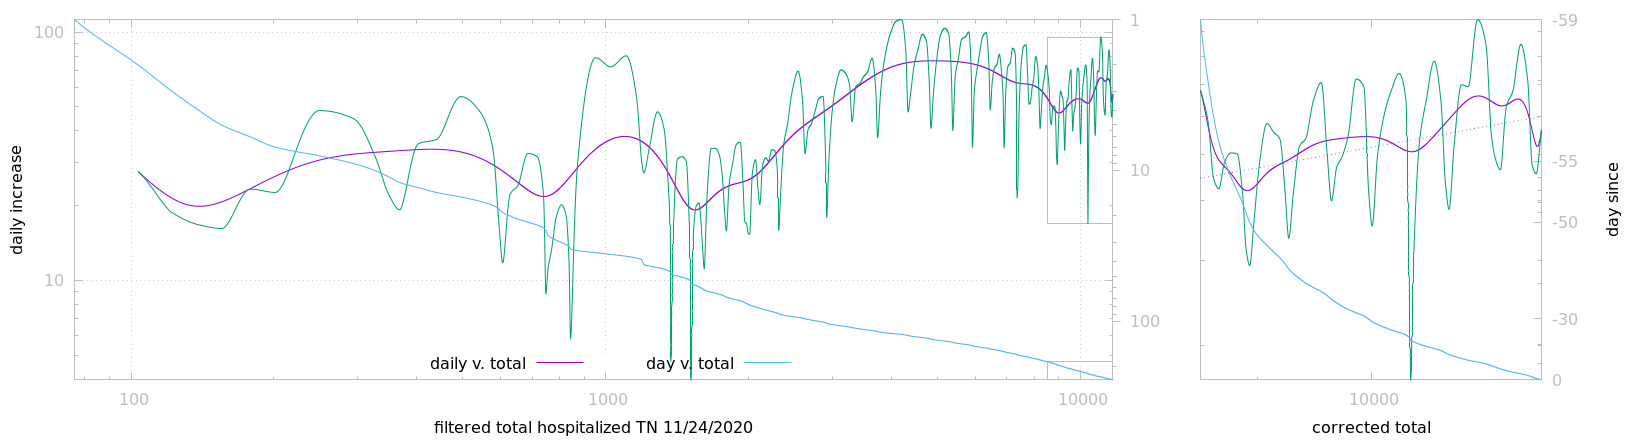 100
10
daily increase
1
10
100
daily v. total
day v. total
100
1000
10000
filtered total hospitalized TN 11/24/2020
-59
-55
-50
-30
0
day since
10000
corrected total